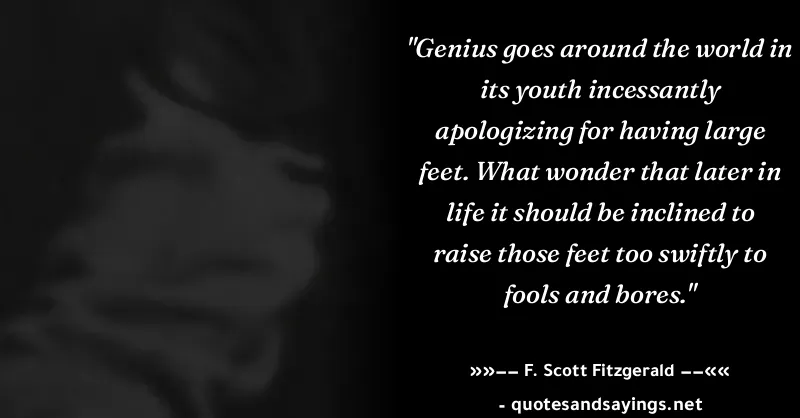 "Genius goes around the world in
its youth incessantly
apologizing for having large
feet. What wonder that later in
life it should be inclined to
raise those feet too swiftly to
fools and bores."
»»−− F. Scott Fitzgerald −−««
- quotesandsayings.net